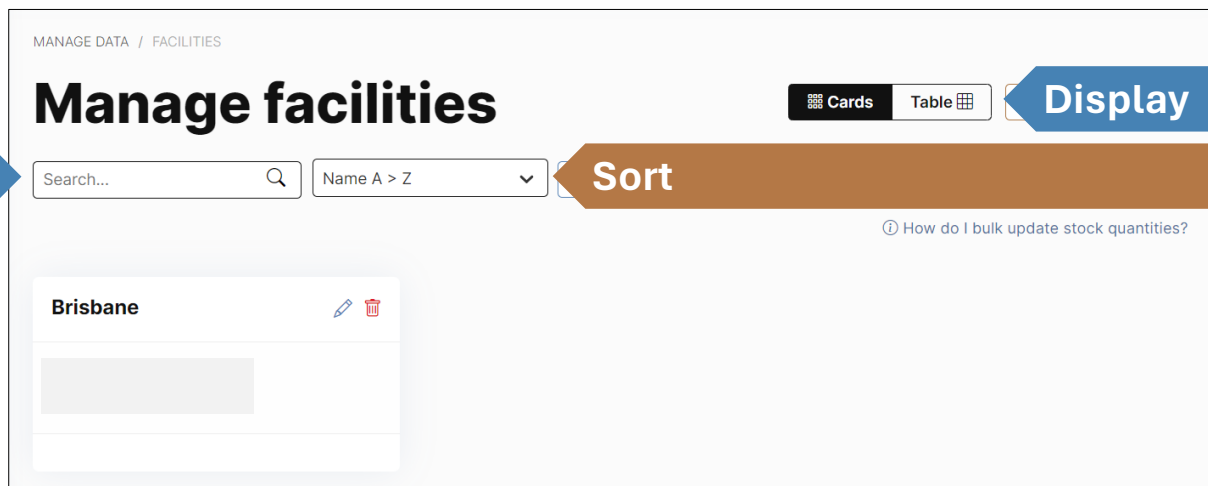 MANAGE DATA / FACILITIES
Manage facilities
Cards Table
Display
Search...
Name A > Z
Sort
How do I bulk update stock quantities?
Brisbane